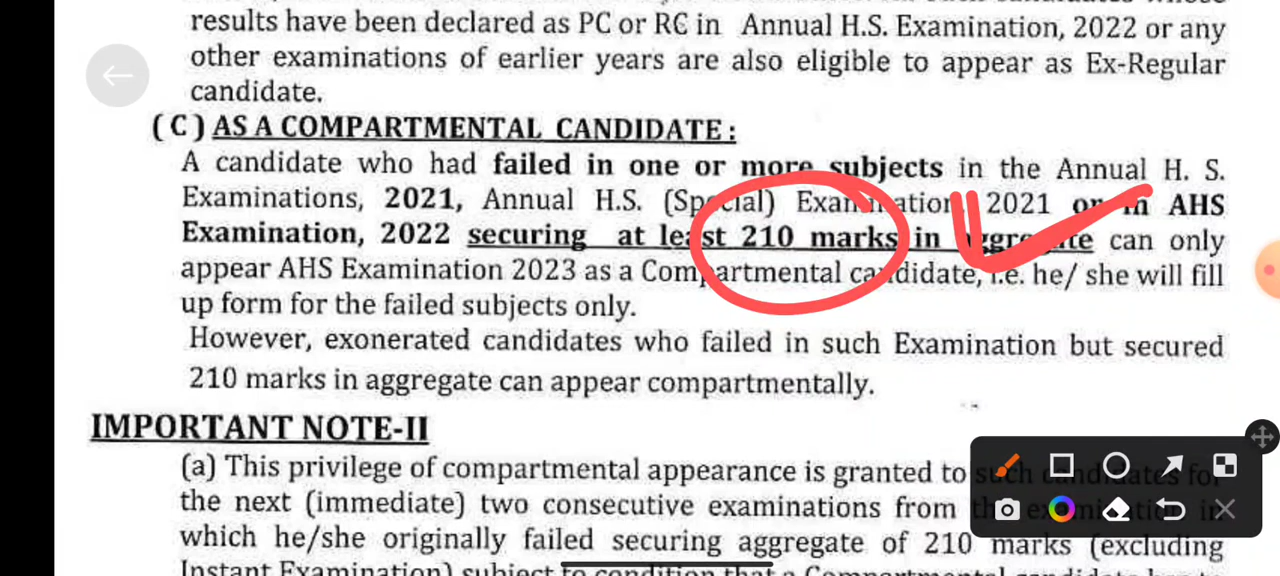 results have been declared as PC or RC in Annual H.S. Examination, 2022 or any
other examinations of earlier years are also eligible to appear as Ex-Regular
candidate.
(C) AS A COMPARTMENTAL CANDIDATE:
A candidate who had failed in one or more subjects in the Annual H. S.
Examinations, 2021, Annual H.S. (Special) Examination, 2021 or in AHS
Examination, 2022 securing at least 210 marks in aggregate can only
appear AHS Examination 2023 as a Compartmental candidate, i.e. he/ she will fill
up form for the failed subjects only.
However, exonerated candidates who failed in such Examination but secured
210 marks in aggregate can appear compartmentally.
IMPORTANT NOTE-II
(a) This privilege of compartmental appearance is granted to such candidates for
the next (immediate) two consecutive examinations from the examination in
which he/she originally failed securing aggregate of 210 marks (excluding
Instant Examination) subject to condition that a Compartmental